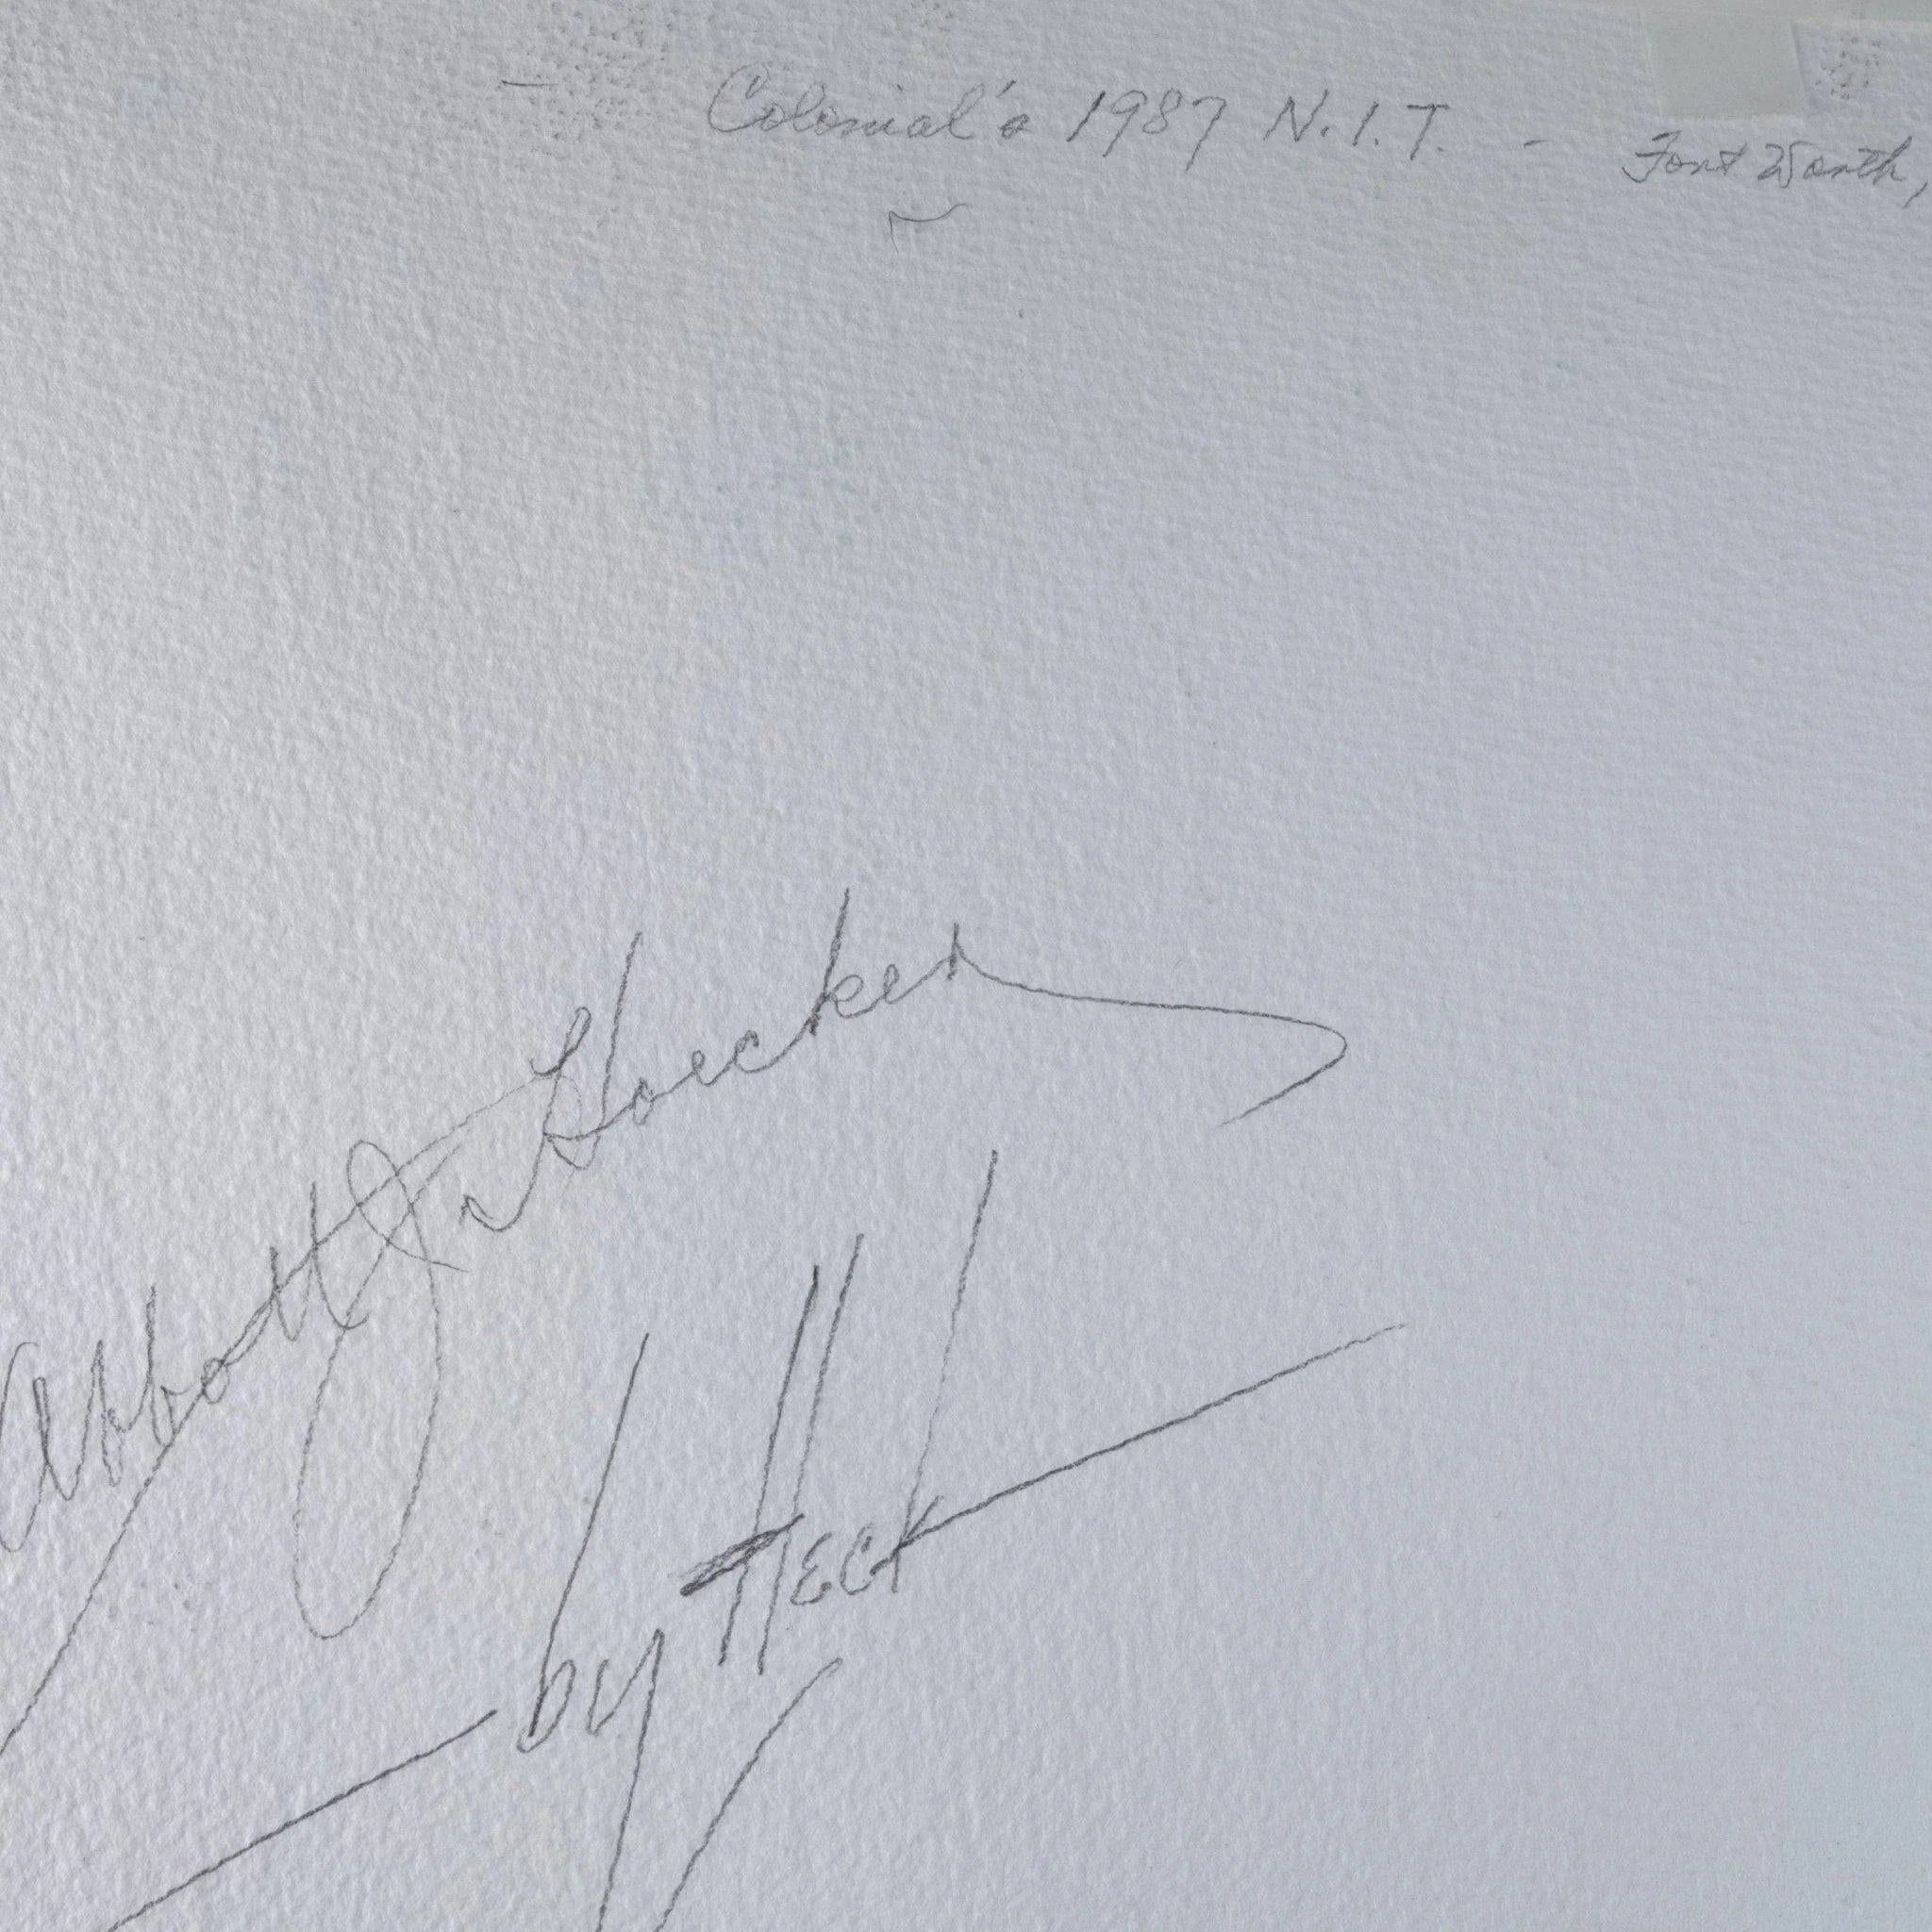 - Colonial's 1987 N.I.T. - Fort Worth,
Abbott Hoecker
by HECK